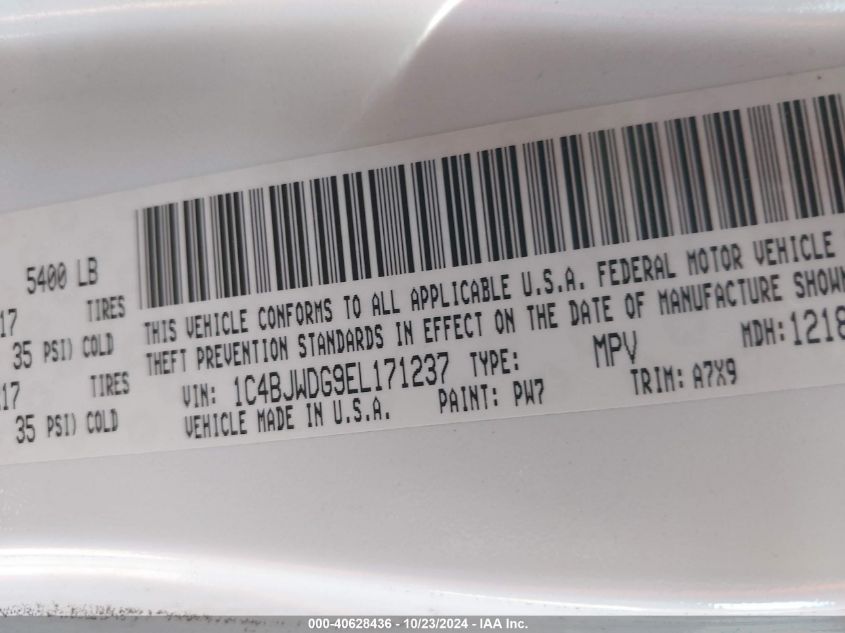 5400 LB
17 TIRES
35 PSI) COLD
17 TIRES
35 PSI) COLD
THIS VEHICLE CONFORMS TO ALL APPLICABLE U.S.A. FEDERAL MOTOR VEHICLE
THEFT PREVENTION STANDARDS IN EFFECT ON THE DATE OF MANUFACTURE SHOWN
VIN: 1C4BJWDG9EL171237 TYPE: MPV MDH: 1218
VEHICLE MADE IN U.S.A. PAINT: PW7 TRIM: A7X9
000-40628436 - 10/23/2024 - IAA Inc.